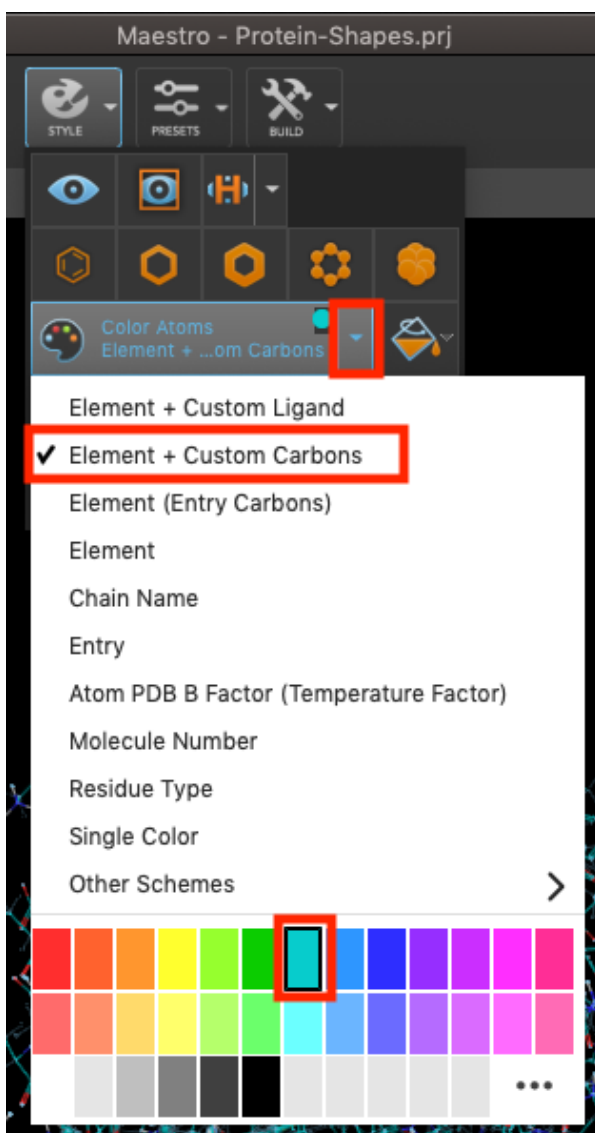 Maestro - Protein-Shapes.prj
STYLE PRESETS BUILD
H
Color Atoms
Element + ...om Carbons
Element + Custom Ligand
✔ Element + Custom Carbons
Element (Entry Carbons)
Element
Chain Name
Entry
Atom PDB B Factor (Temperature Factor)
Molecule Number
Residue Type
Single Color
Other Schemes